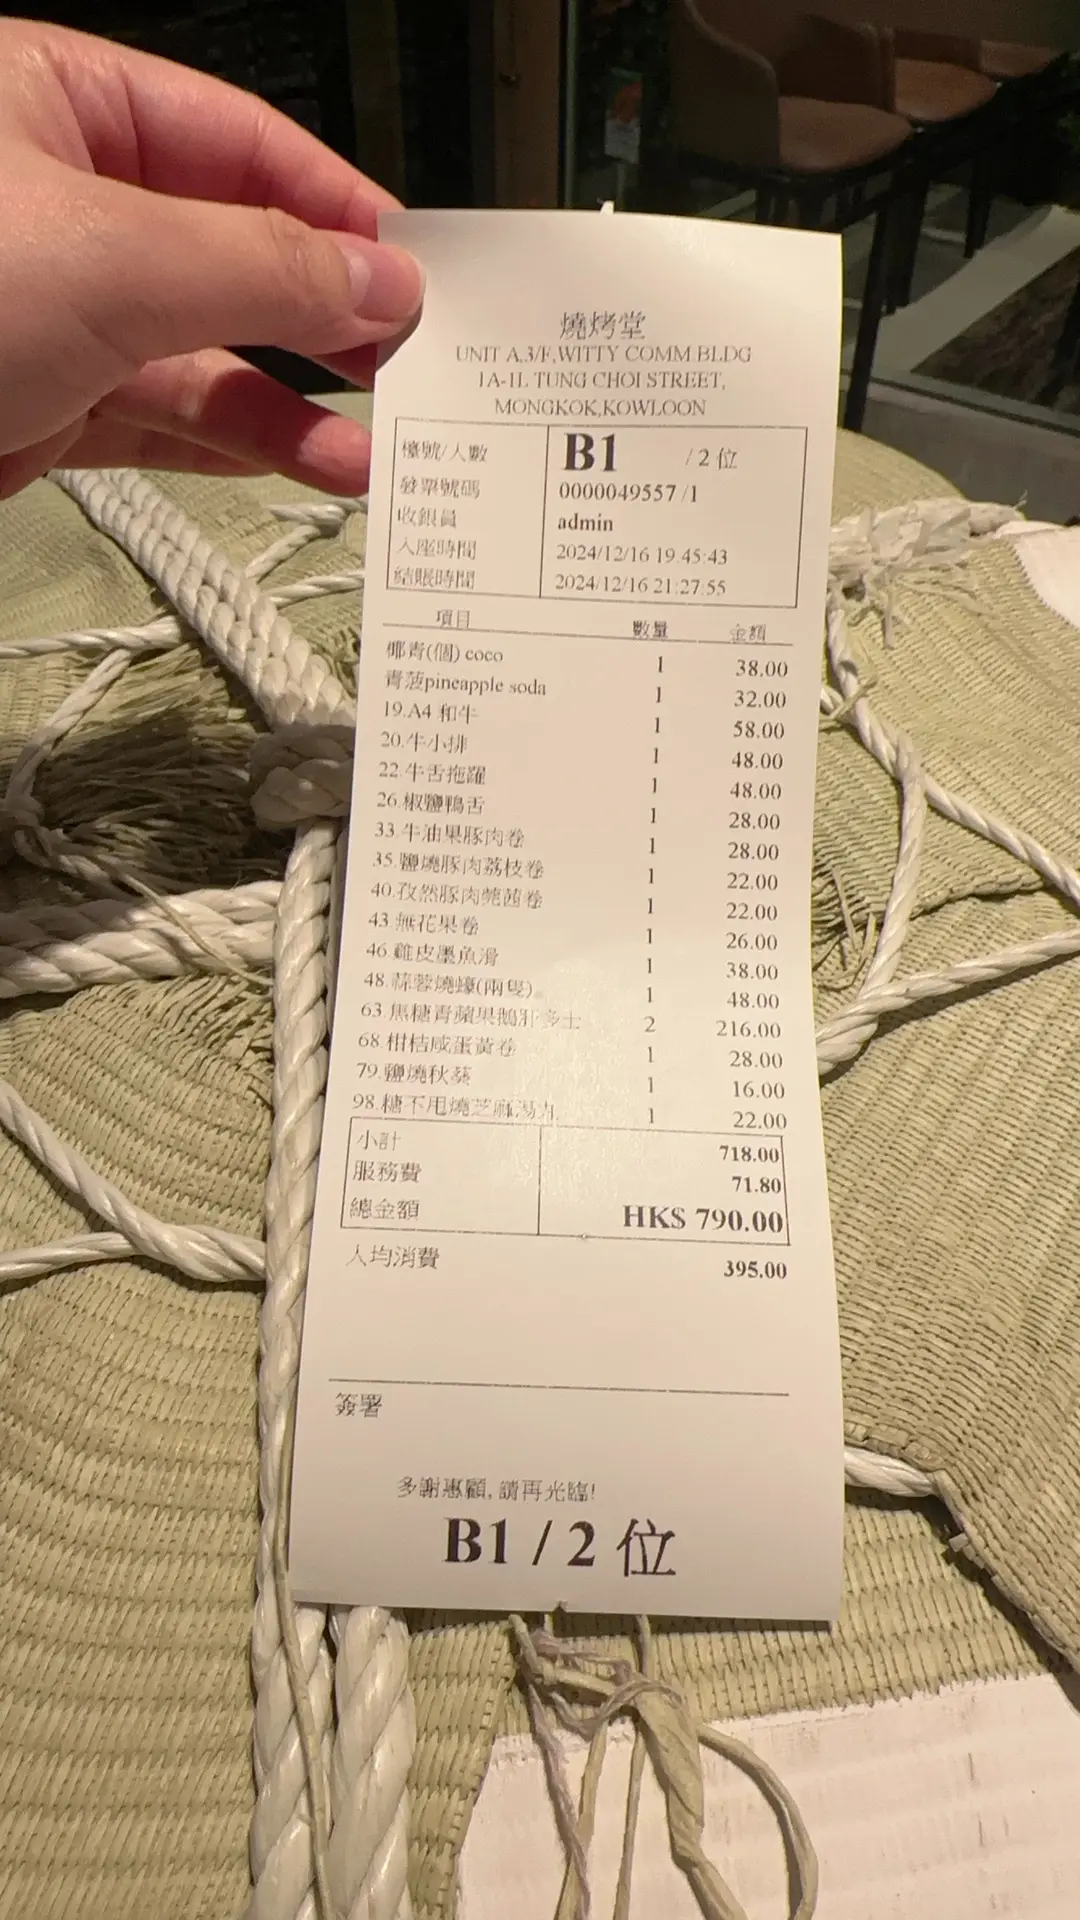 燒烤堂
UNIT A,3/F,WITTY COMM BLDG
1A-1L TUNG CHOI STREET,
MONGKOK,KOWLOON
檯號/人數 B1 / 2 位
發票號碼 0000049557 /1
收銀員 admin
入座時間 2024/12/16 19:45:43
結賬時間 2024/12/16 21:27:55
項目 數量 金額
椰青(個) coco 1 38.00
青菠pineapple soda 1 32.00
19.A4 和牛 1 58.00
20.牛小排 1 48.00
22.牛舌拖羅 1 48.00
26.椒鹽鴨舌 1 28.00
33.牛油果豚肉卷 1 28.00
35.鹽燒豚肉荔枝卷 1 22.00
40.孜然豚肉芫茜卷 1 22.00
43.無花果卷 1 26.00
46.雞皮墨魚滑 1 38.00
48.蒜蓉燒蠔(兩隻) 1 48.00
63.焦糖青蘋果鵝肝多士 2 216.00
68.柑桔咸蛋黃卷 1 28.00
79.鹽燒秋葵 1 16.00
98.糖不甩燒芝麻湯丸 1 22.00
小計 718.00
服務費 71.80
總金額 HK$ 790.00
人均消費 395.00
簽署
多謝惠顧, 請再光臨!
B1 / 2 位